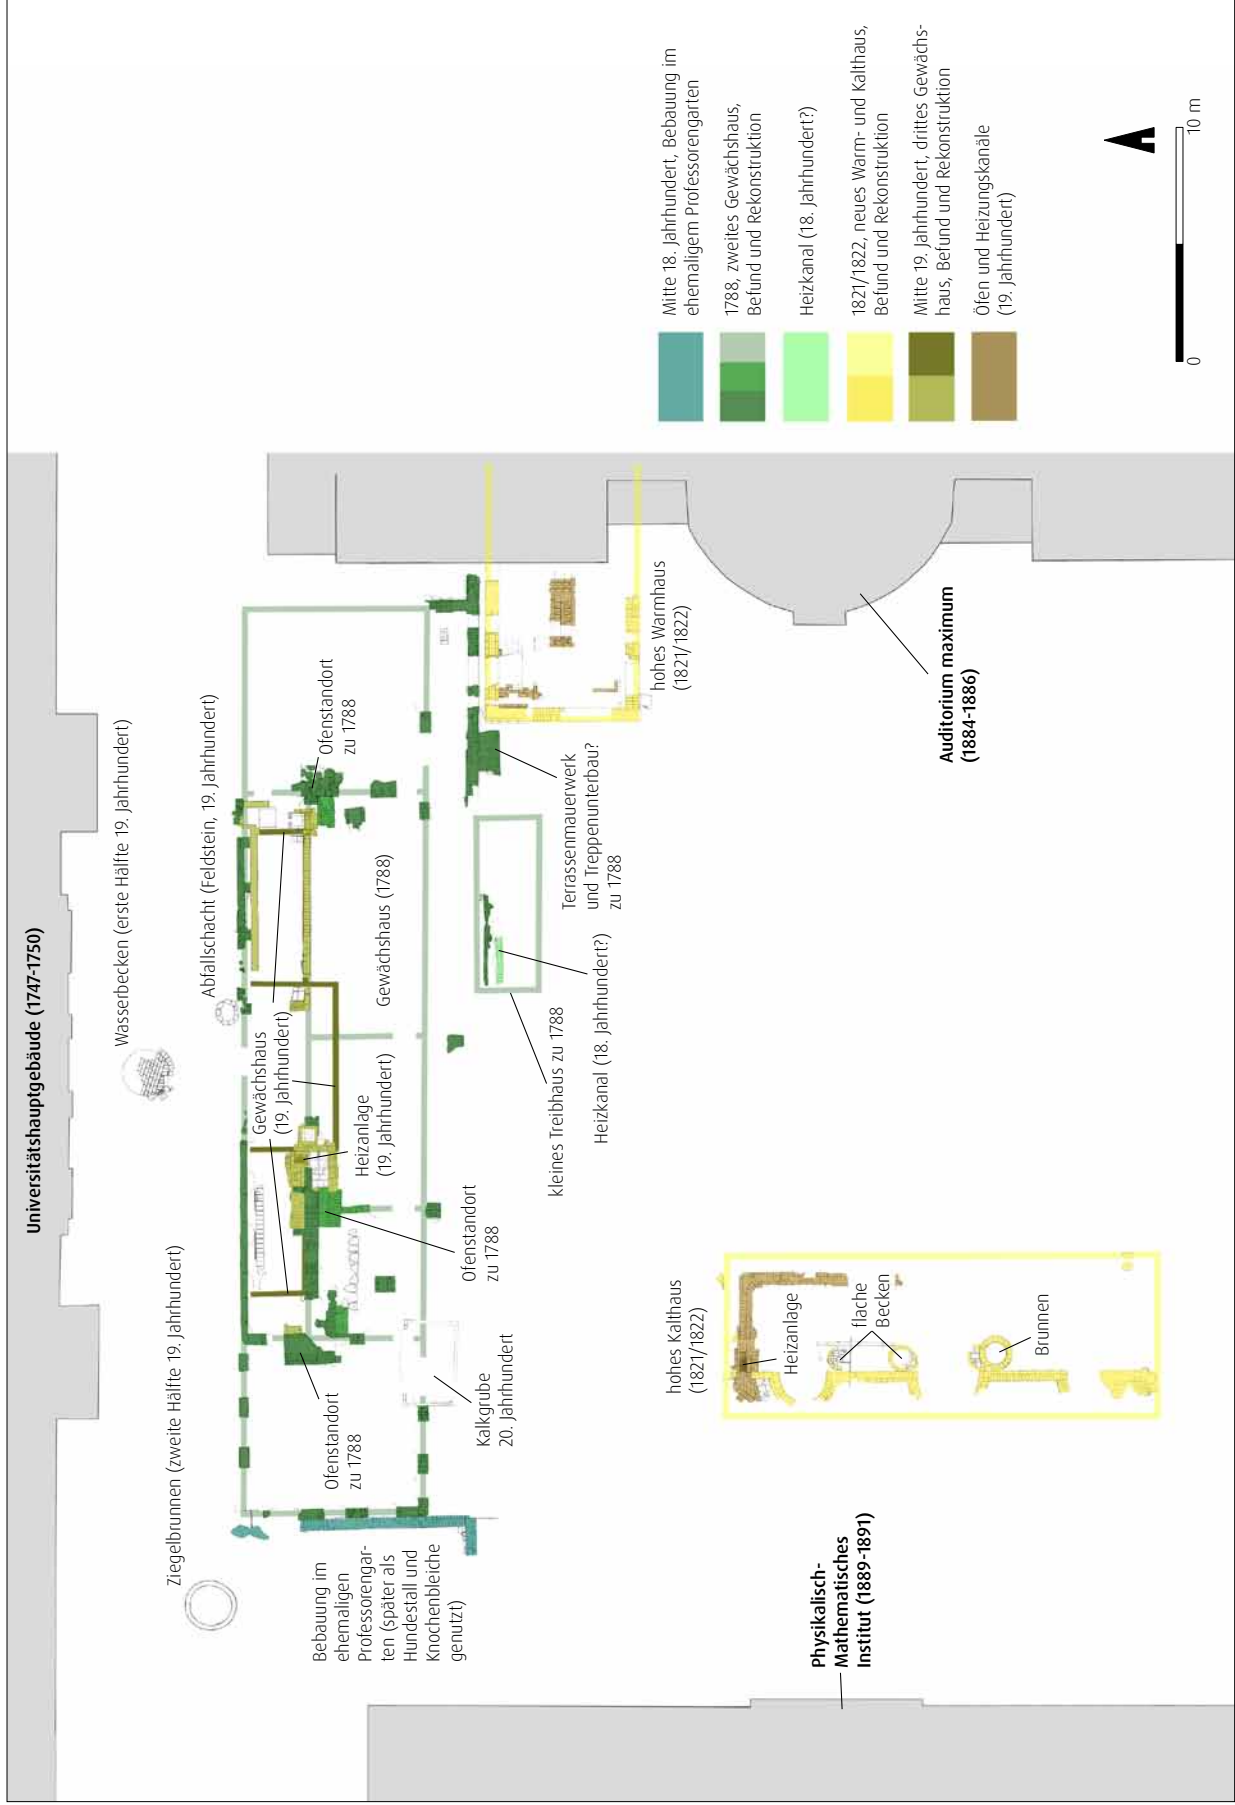 Universitätshauptgebäude (1747-1750)
Ziegelbrunnen (zweite Hälfte 19. Jahrhundert)
Wasserbecken (erste Hälfte 19. Jahrhundert)
Abfallschacht (Feldstein, 19. Jahrhundert)
Gewächshaus
(19. Jahrhundert)
Ofenstandort
zu 1788
Bebauung im
ehemaligen
Professorengar-
ten (später als
Hundestall und
Knochenbleiche
genutzt)
Ofenstandort
zu 1788
Heizanlage
(19. Jahrhundert)
Gewächshaus (1788)
Ofenstandort
zu 1788
Kalkgrube
20. Jahrhundert
kleines Treibhaus zu 1788
Heizkanal (18. Jahrhundert?)
Terrassenmauerwerk
und Treppenunterbau?
zu 1788
hohes Warmhaus
(1821/1822)
hohes Kalthaus
(1821/1822)
Heizanlage
flache
Becken
Brunnen
Physikalisch-
Mathematisches
Institut (1889-1891)
Auditorium maximum
(1884-1886)
Mitte 18. Jahrhundert, Bebauung im
ehemaligem Professorengarten
1788, zweites Gewächshaus,
Befund und Rekonstruktion
Heizkanal (18. Jahrhundert?)
1821/1822, neues Warm- und Kalthaus,
Befund und Rekonstruktion
Mitte 19. Jahrhundert, drittes Gewächs-
haus, Befund und Rekonstruktion
Öfen und Heizungskanäle
(19. Jahrhundert)
0
10 m